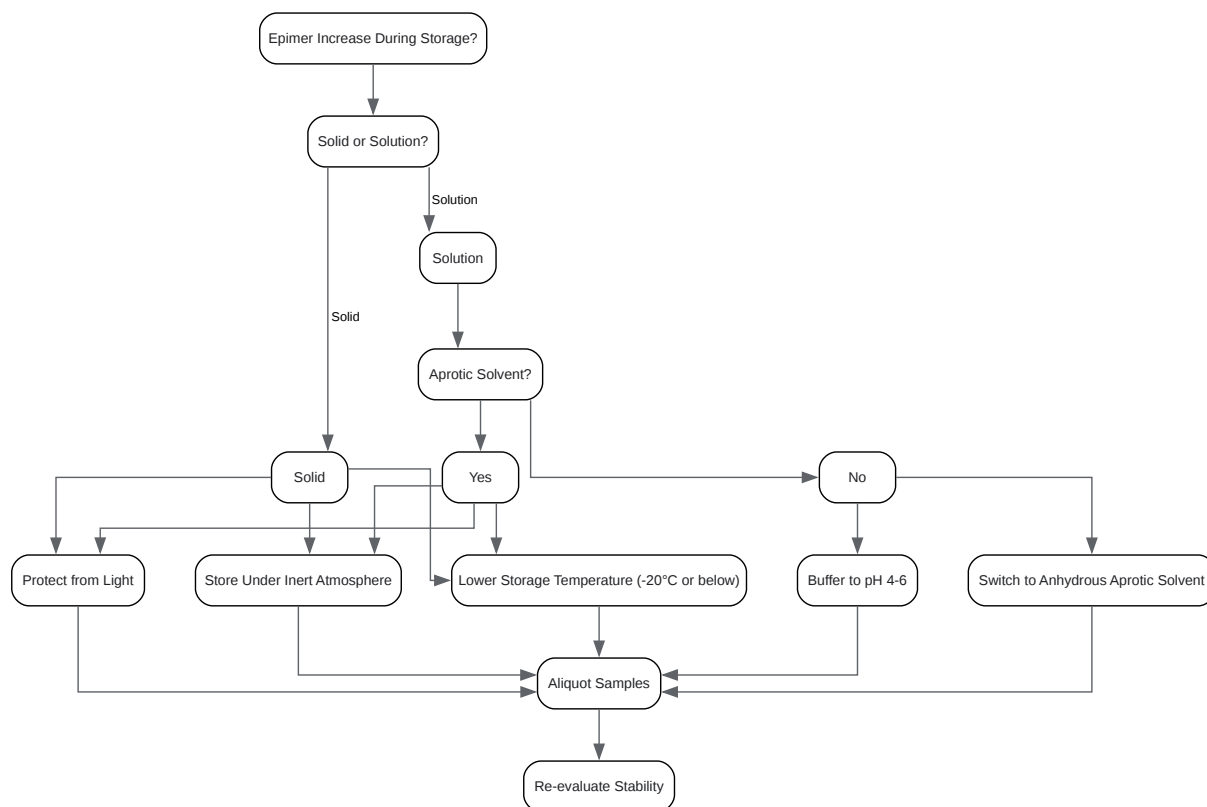 Epimer Increase During Storage?
Solid or Solution?
Solution
Solution
Solid
Aprotic Solvent?
Solid
Yes
No
Protect from Light
Store Under Inert Atmosphere
Lower Storage Temperature (-20°C or below)
Buffer to pH 4-6
Switch to Anhydrous Aprotic Solvent
Aliquot Samples
Re-evaluate Stability